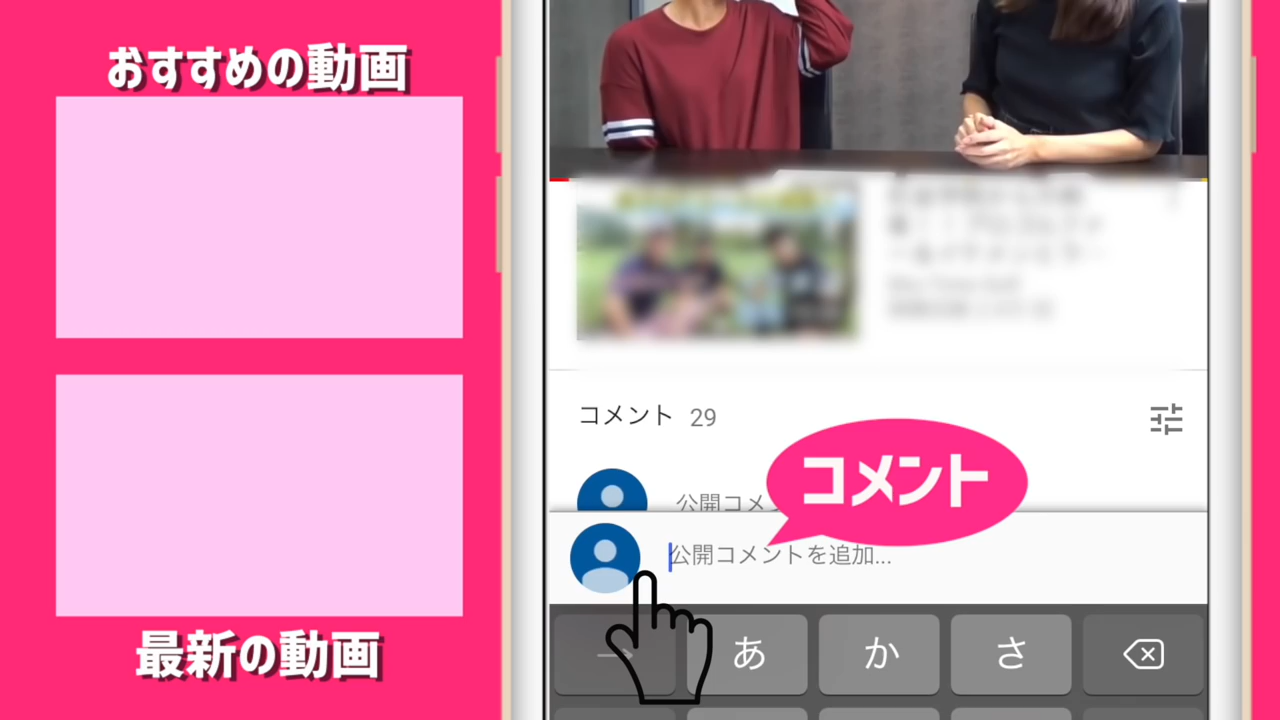 おすすめの動画
最新の動画
コメント 29
コメント
公開コメ
公開コメントを追加...
あ
か
さ